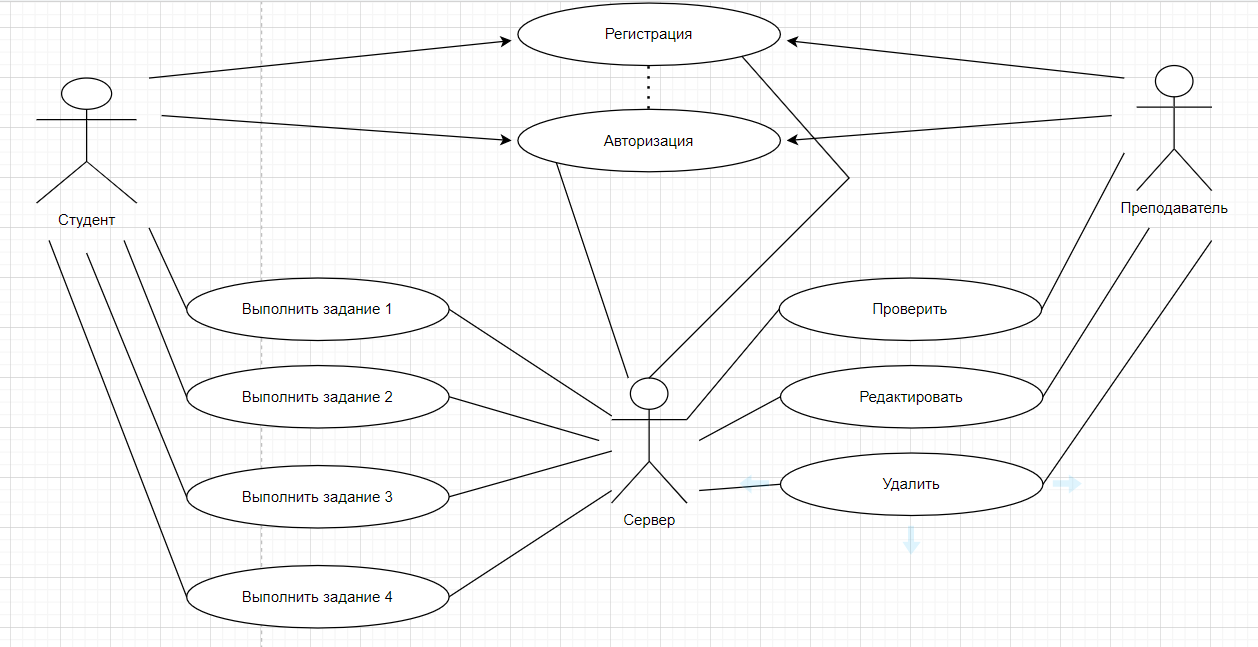 Регистрация
Авторизация
Студент
Преподаватель
Выполнить задание 1
Проверить
Выполнить задание 2
Редактировать
Удалить
Выполнить задание 3
Сервер
Выполнить задание 4